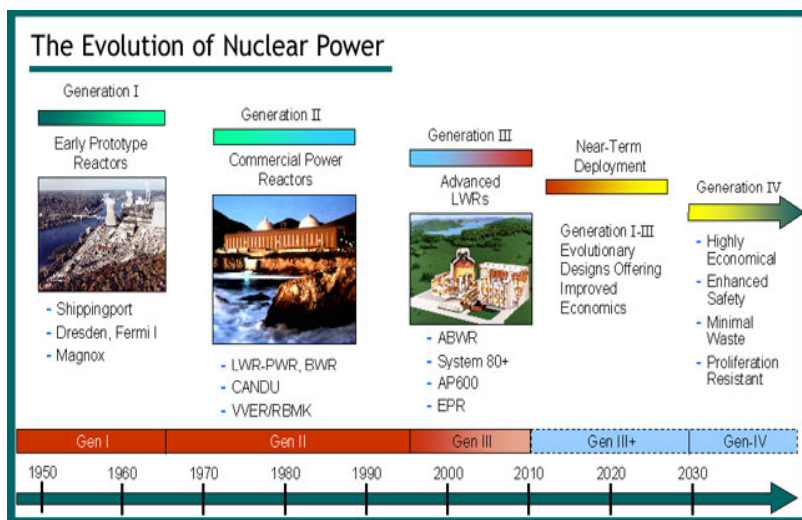 The Evolution of Nuclear Power
Generation I
Early Prototype
Reactors
- Shippingport
- Dresden, Fermi I
- Magnox
Generation II
Commercial Power
Reactors
- LWR-PWR, BWR
- CANDU
- VVER/RBMK
Generation III
Advanced
LWRs
- ABWR
- System 80+
- AP600
- EPR
Near-Term
Deployment
Generation I-III
Evolutionary
Designs Offering
Improved
Economics
Generation IV
- Highly
Economical
- Enhanced
Safety
- Minimal
Waste
- Proliferation
Resistant
Gen I Gen II Gen III Gen III+ Gen-IV
1950 1960 1970 1980 1990 2000 2010 2020 2030